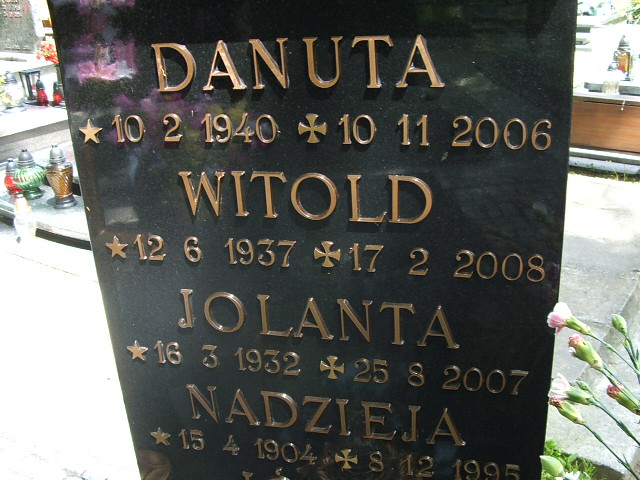 DANUTA
10 2 1940 10 11 2006
WITOLD
12 6 1937 17 2 2008
JOLANTA
16 3 1932 25 8 2007
NADZIEJA
15 4 1904 8 12 1995